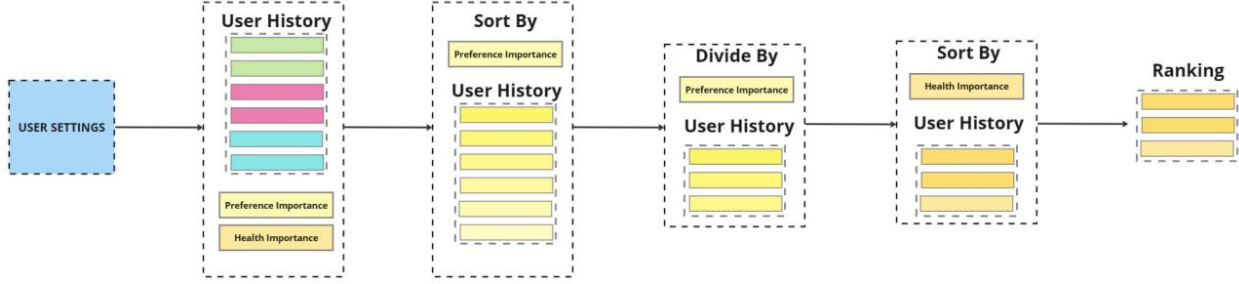 USER SETTINGS
User History
Preference Importance
Health Importance
Sort By
Preference Importance
User History
Divide By
Preference Importance
User History
Sort By
Health Importance
User History
Ranking